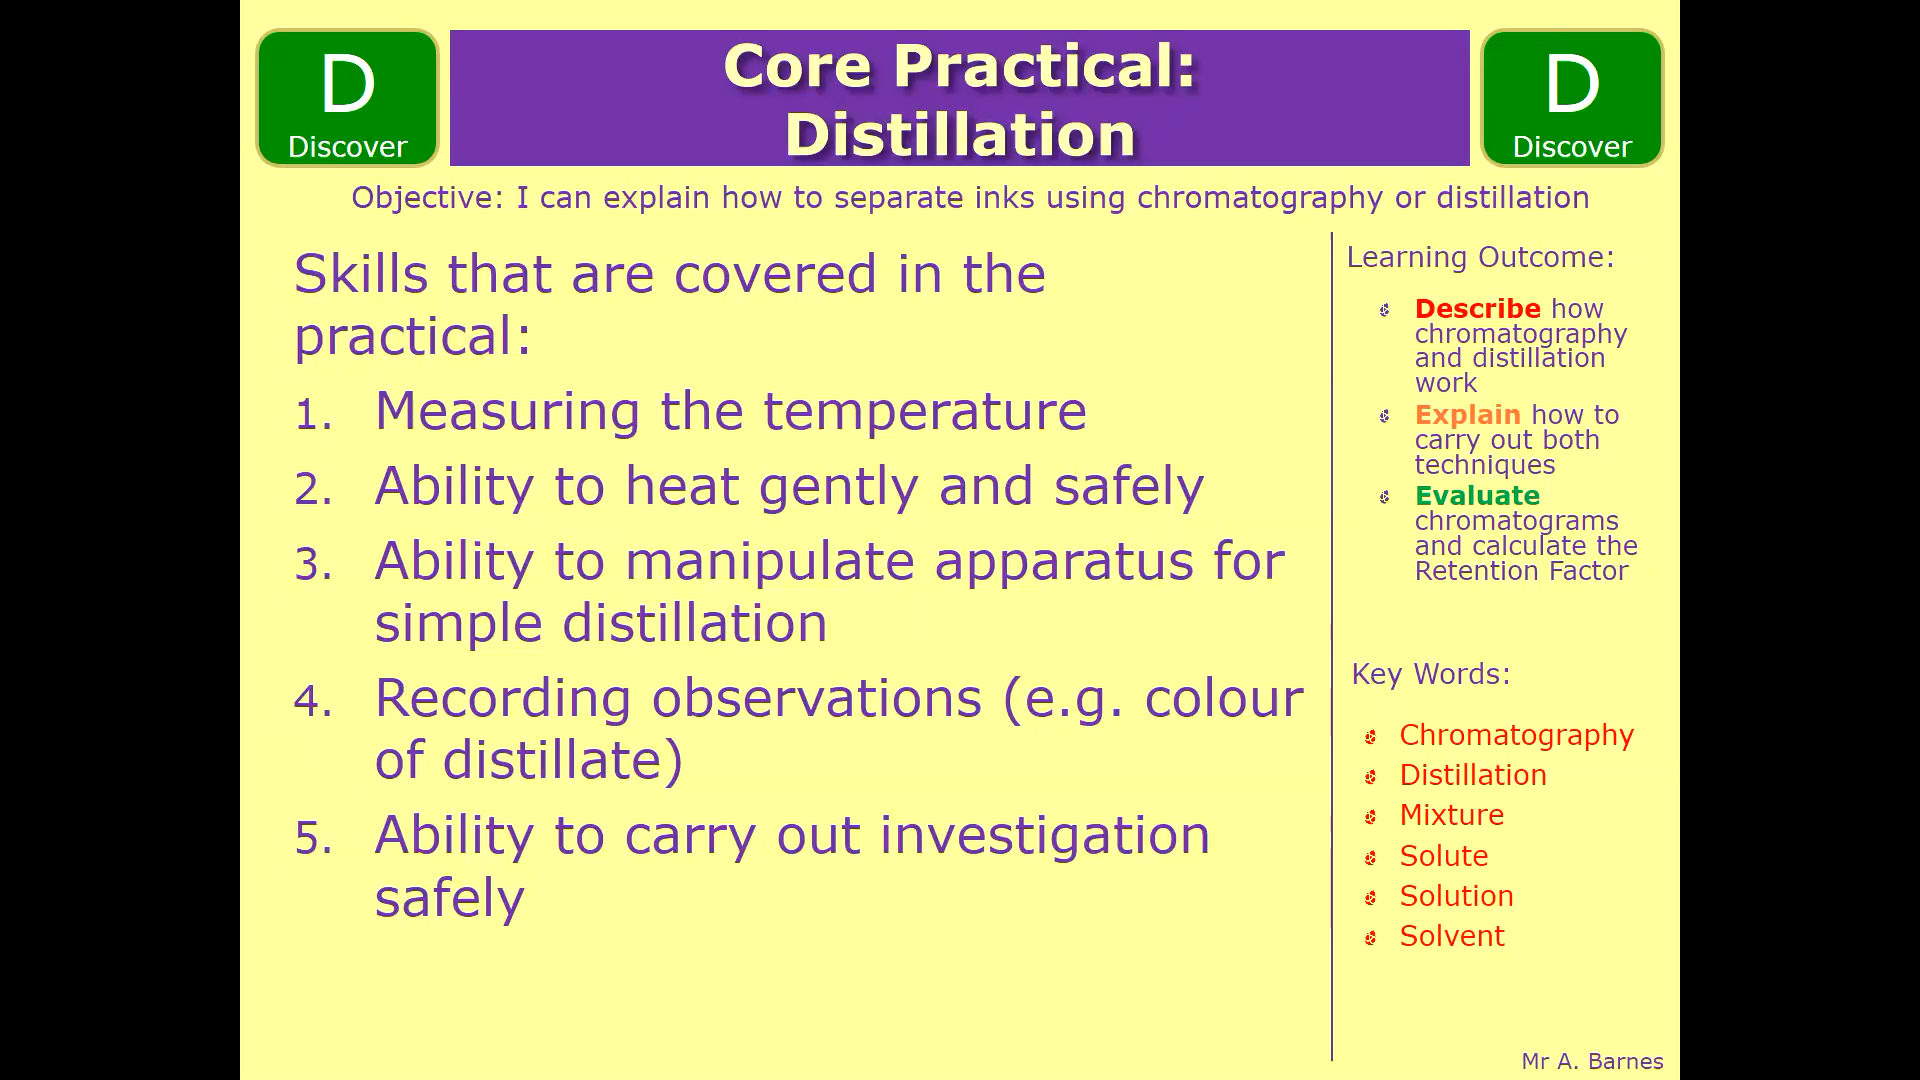 D
Discover
Core Practical:
Distillation
D
Discover
Objective: I can explain how to separate inks using chromatography or distillation
Skills that are covered in the
practical:
1. Measuring the temperature
2. Ability to heat gently and safely
3. Ability to manipulate apparatus for
simple distillation
4. Recording observations (e.g. colour
of distillate)
5. Ability to carry out investigation
safely
Learning Outcome:
Describe how
chromatography
and distillation
work
Explain how to
carry out both
techniques
Evaluate
chromatograms
and calculate the
Retention Factor
Key Words:
Chromatography
Distillation
Mixture
Solute
Solution
Solvent
Mr A. Barnes